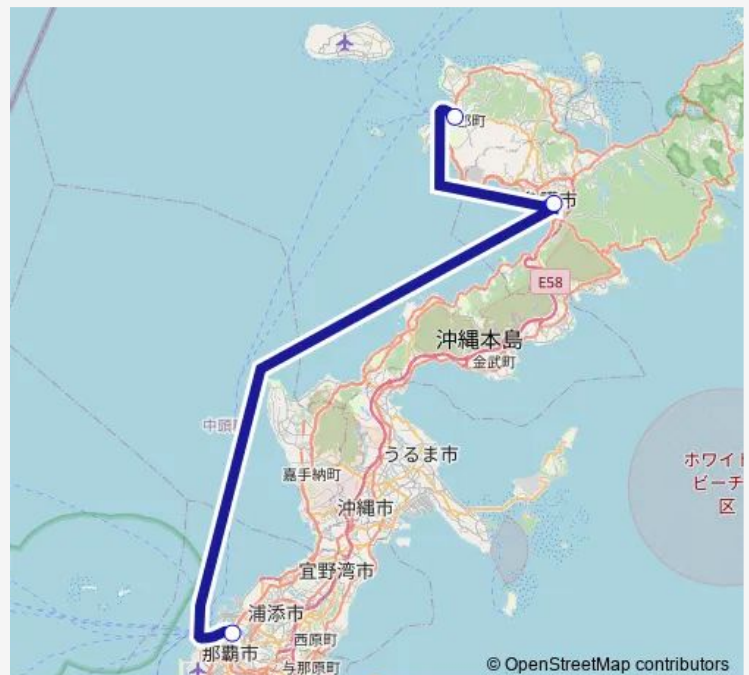 部町
E58
沖縄本島
金武町
中頭
うるま市
ホワイト
ビーチ
区
嘉手納町
沖縄市
宜野湾市
浦添市
西原町
那覇市
与那原町
© OpenStreetMap contributors